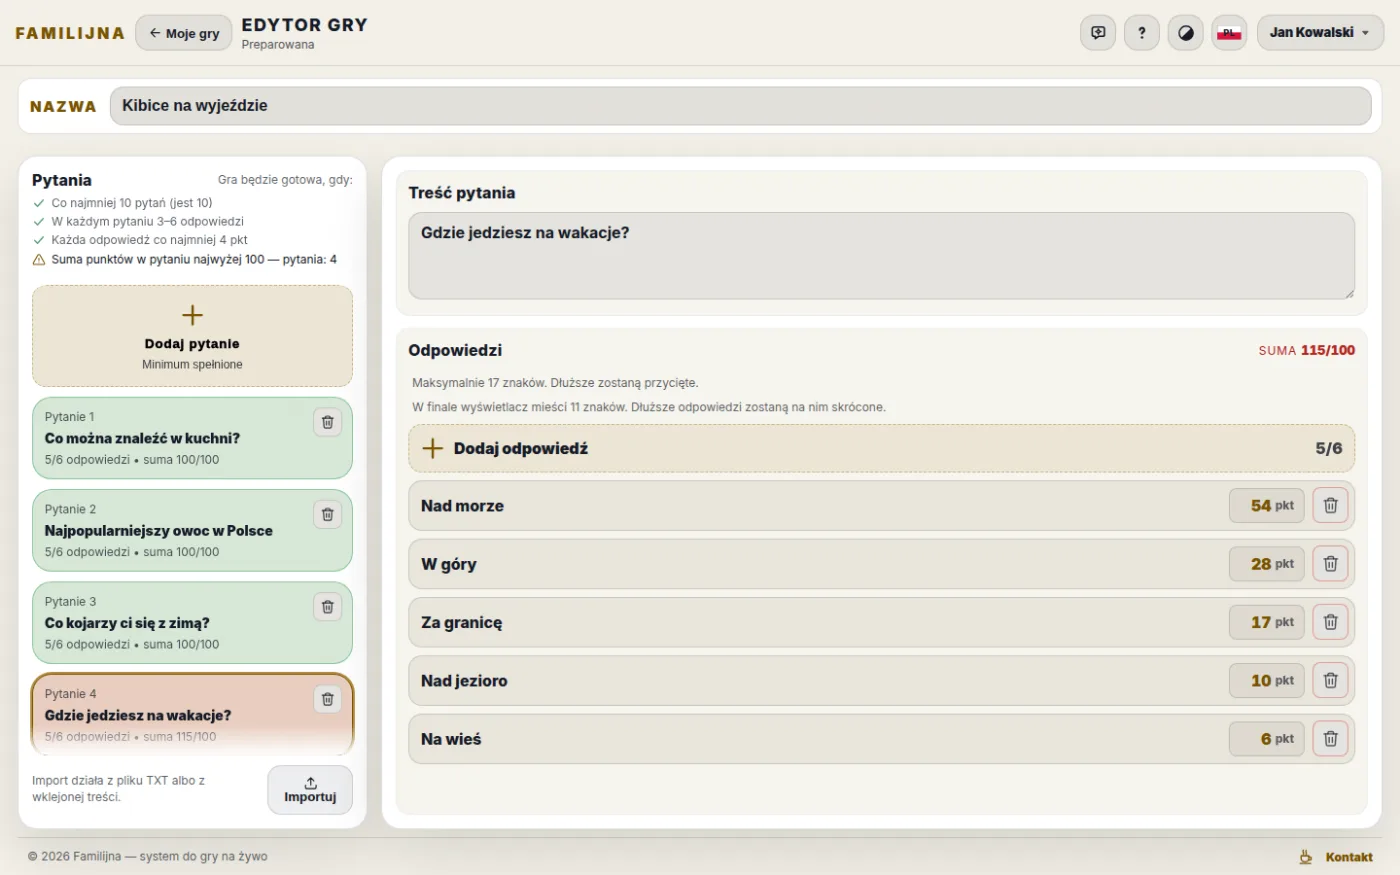 FAMILIJNA
← Moje gry
EDYTOR GRY
Preparowana
?
PL
Jan Kowalski
NAZWA
Kibice na wyjeździe
Pytania
Gra będzie gotowa, gdy:
Co najmniej 10 pytań (jest 10)
W każdym pytaniu 3–6 odpowiedzi
Każda odpowiedź co najmniej 4 pkt
Suma punktów w pytaniu najwyżej 100 — pytania: 4
Dodaj pytanie
Minimum spełnione
Pytanie 1
Co można znaleźć w kuchni?
5/6 odpowiedzi • suma 100/100
Pytanie 2
Najpopularniejszy owoc w Polsce
5/6 odpowiedzi • suma 100/100
Pytanie 3
Co kojarzy ci się z zimą?
5/6 odpowiedzi • suma 100/100
Pytanie 4
Gdzie jedziesz na wakacje?
5/6 odpowiedzi • suma 115/100
Import działa z pliku TXT albo z
wklejonej treści.
Importuj
Treść pytania
Gdzie jedziesz na wakacje?
Odpowiedzi
SUMA 115/100
Maksymalnie 17 znaków. Dłuższe zostaną przycięte.
W finale wyświetlacz mieści 11 znaków. Dłuższe odpowiedzi zostaną na nim skrócone.
Dodaj odpowiedź
5/6
Nad morze
54 pkt
W góry
28 pkt
Za granicę
17 pkt
Nad jezioro
10 pkt
Na wieś
6 pkt
© 2026 Familijna — system do gry na żywo
Kontakt